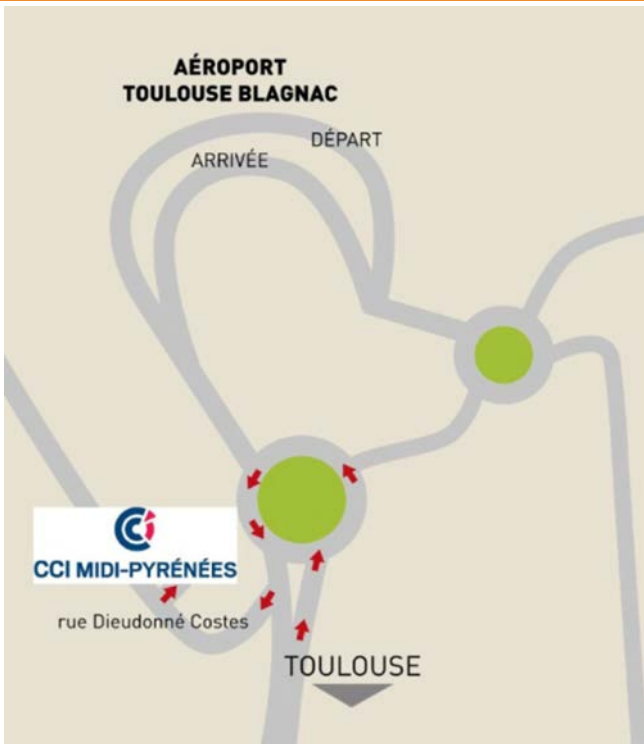 AÉROPORT
TOULOUSE BLAGNAC
DÉPART
ARRIVÉE
CCI MIDI-PYRÉNÉES
rue Dieudonné Costes
TOULOUSE